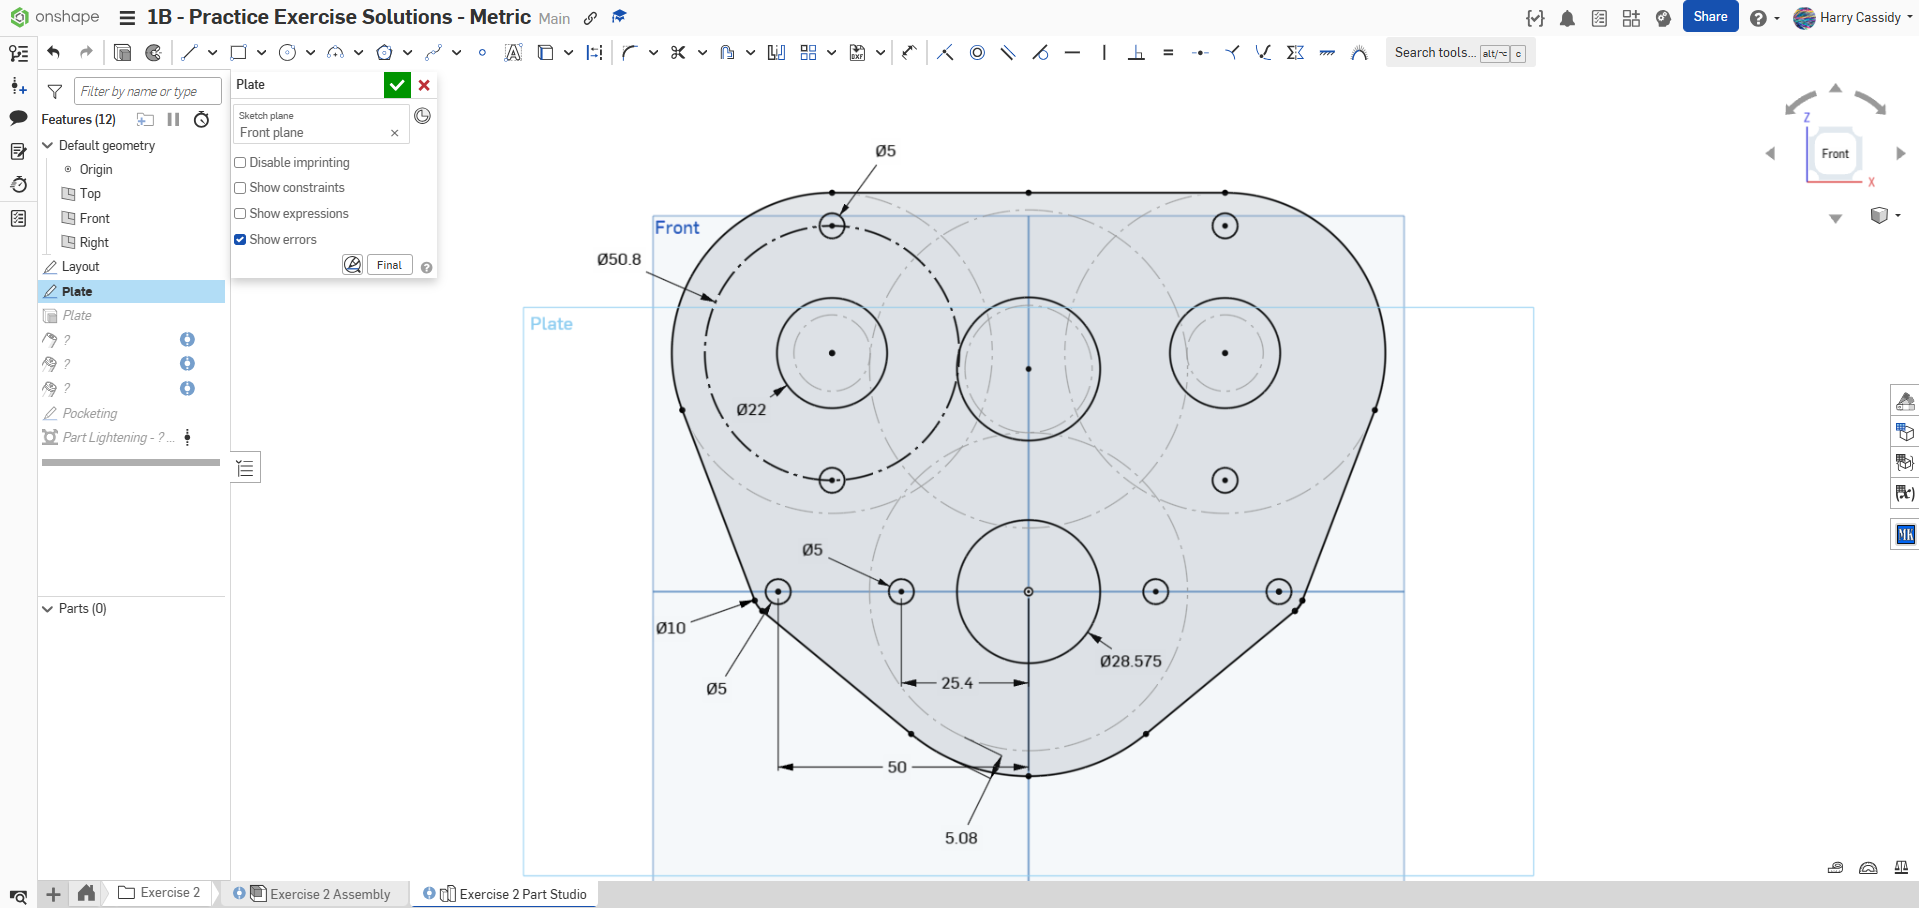 onshape
1B - Practice Exercise Solutions - Metric Main
Share
Harry Cassidy
Search tools... alt/⌥ c
Filter by name or type
Features (12)
Default geometry
Origin
Top
Front
Right
Layout
Plate
Plate
?
?
?
Pocketing
Part Lightening - ? ...
Parts (0)
Plate
Sketch plane
Front plane
Disable imprinting
Show constraints
Show expressions
Show errors
Final
Front
Plate
Ø5
Ø50.8
Ø22
Ø5
Ø10
Ø5
Ø28.575
25.4
50
5.08
Z
Front
X
(x)
MK
Exercise 2
Exercise 2 Assembly
Exercise 2 Part Studio